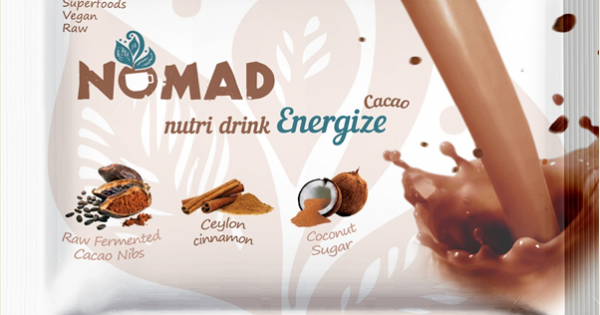 Superfoods
Vegan
Raw
NOMAD
nutri drink Energize Cacao
Raw Fermented
Cacao Nibs
Ceylon
cinnamon
Coconut
Sugar